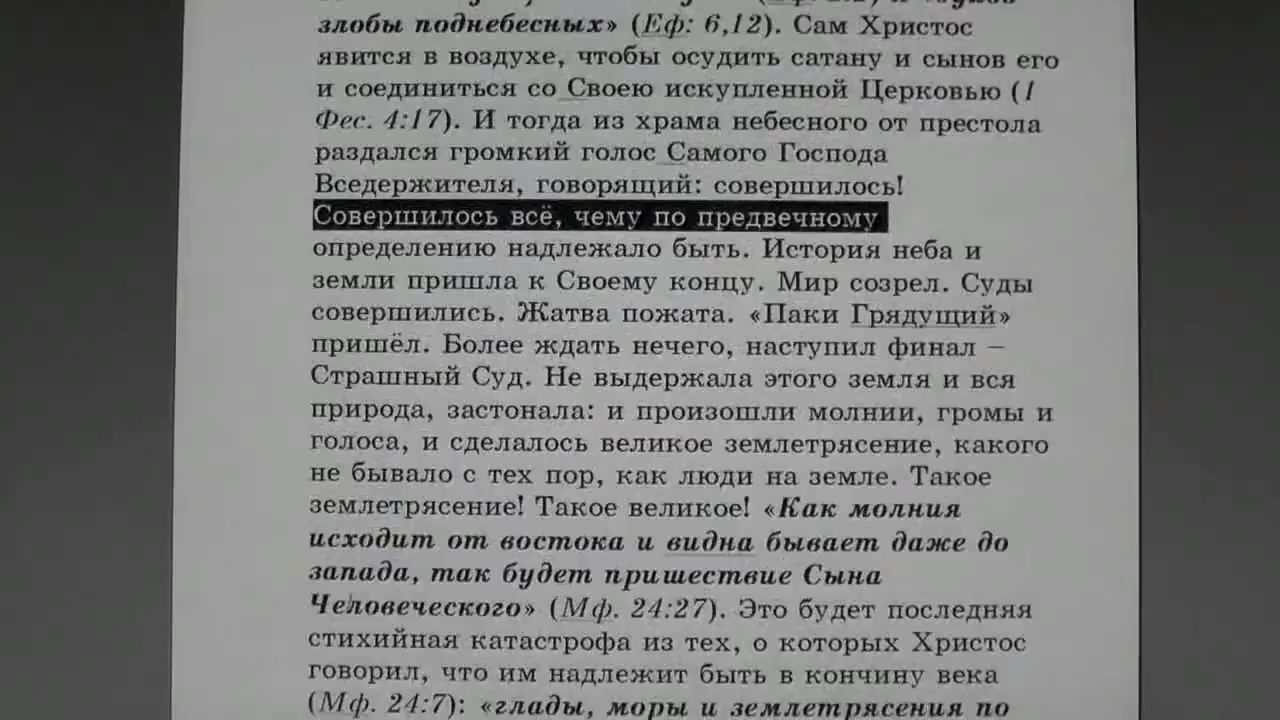 злобы поднебесных» (Еф: 6,12). Сам Христос
явится в воздухе, чтобы осудить сатану и сынов его
и соединиться со Своею искупленной Церковью (1
Фес. 4:17). И тогда из храма небесного от престола
раздался громкий голос Самого Господа
Вседержителя, говорящий: совершилось!
Совершилось всё, чему по предвечному
определению надлежало быть. История неба и
земли пришла к Своему концу. Мир созрел. Суды
совершились. Жатва пожата. «Паки Грядущий»
пришёл. Более ждать нечего, наступил финал –
Страшный Суд. Не выдержала этого земля и вся
природа, застонала: и произошли молнии, громы и
голоса, и сделалось великое землетрясение, какого
не бывало с тех пор, как люди на земле. Такое
землетрясение! Такое великое! «Как молния
исходит от востока и видна бывает даже до
запада, так будет пришествие Сына
Человеческого» (Мф. 24:27). Это будет последняя
стихийная катастрофа из тех, о которых Христос
говорил, что им надлежит быть в кончину века
(Мф. 24:7): «глады, моры и землетрясения по